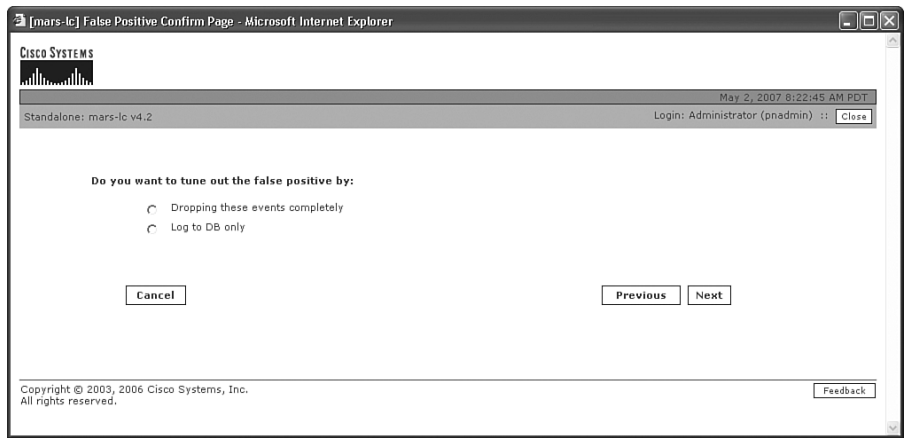 [mars-lc] False Positive Confirm Page - Microsoft Internet Explorer
CISCO SYSTEMS
May 2, 2007 8:22:45 AM PDT
Standalone: mars-lc v4.2
Login: Administrator (pnadmin) :: Close
Do you want to tune out the false positive by:
Dropping these events completely
Log to DB only
Cancel
Previous
Next
Copyright © 2003, 2006 Cisco Systems, Inc.
All rights reserved.
Feedback